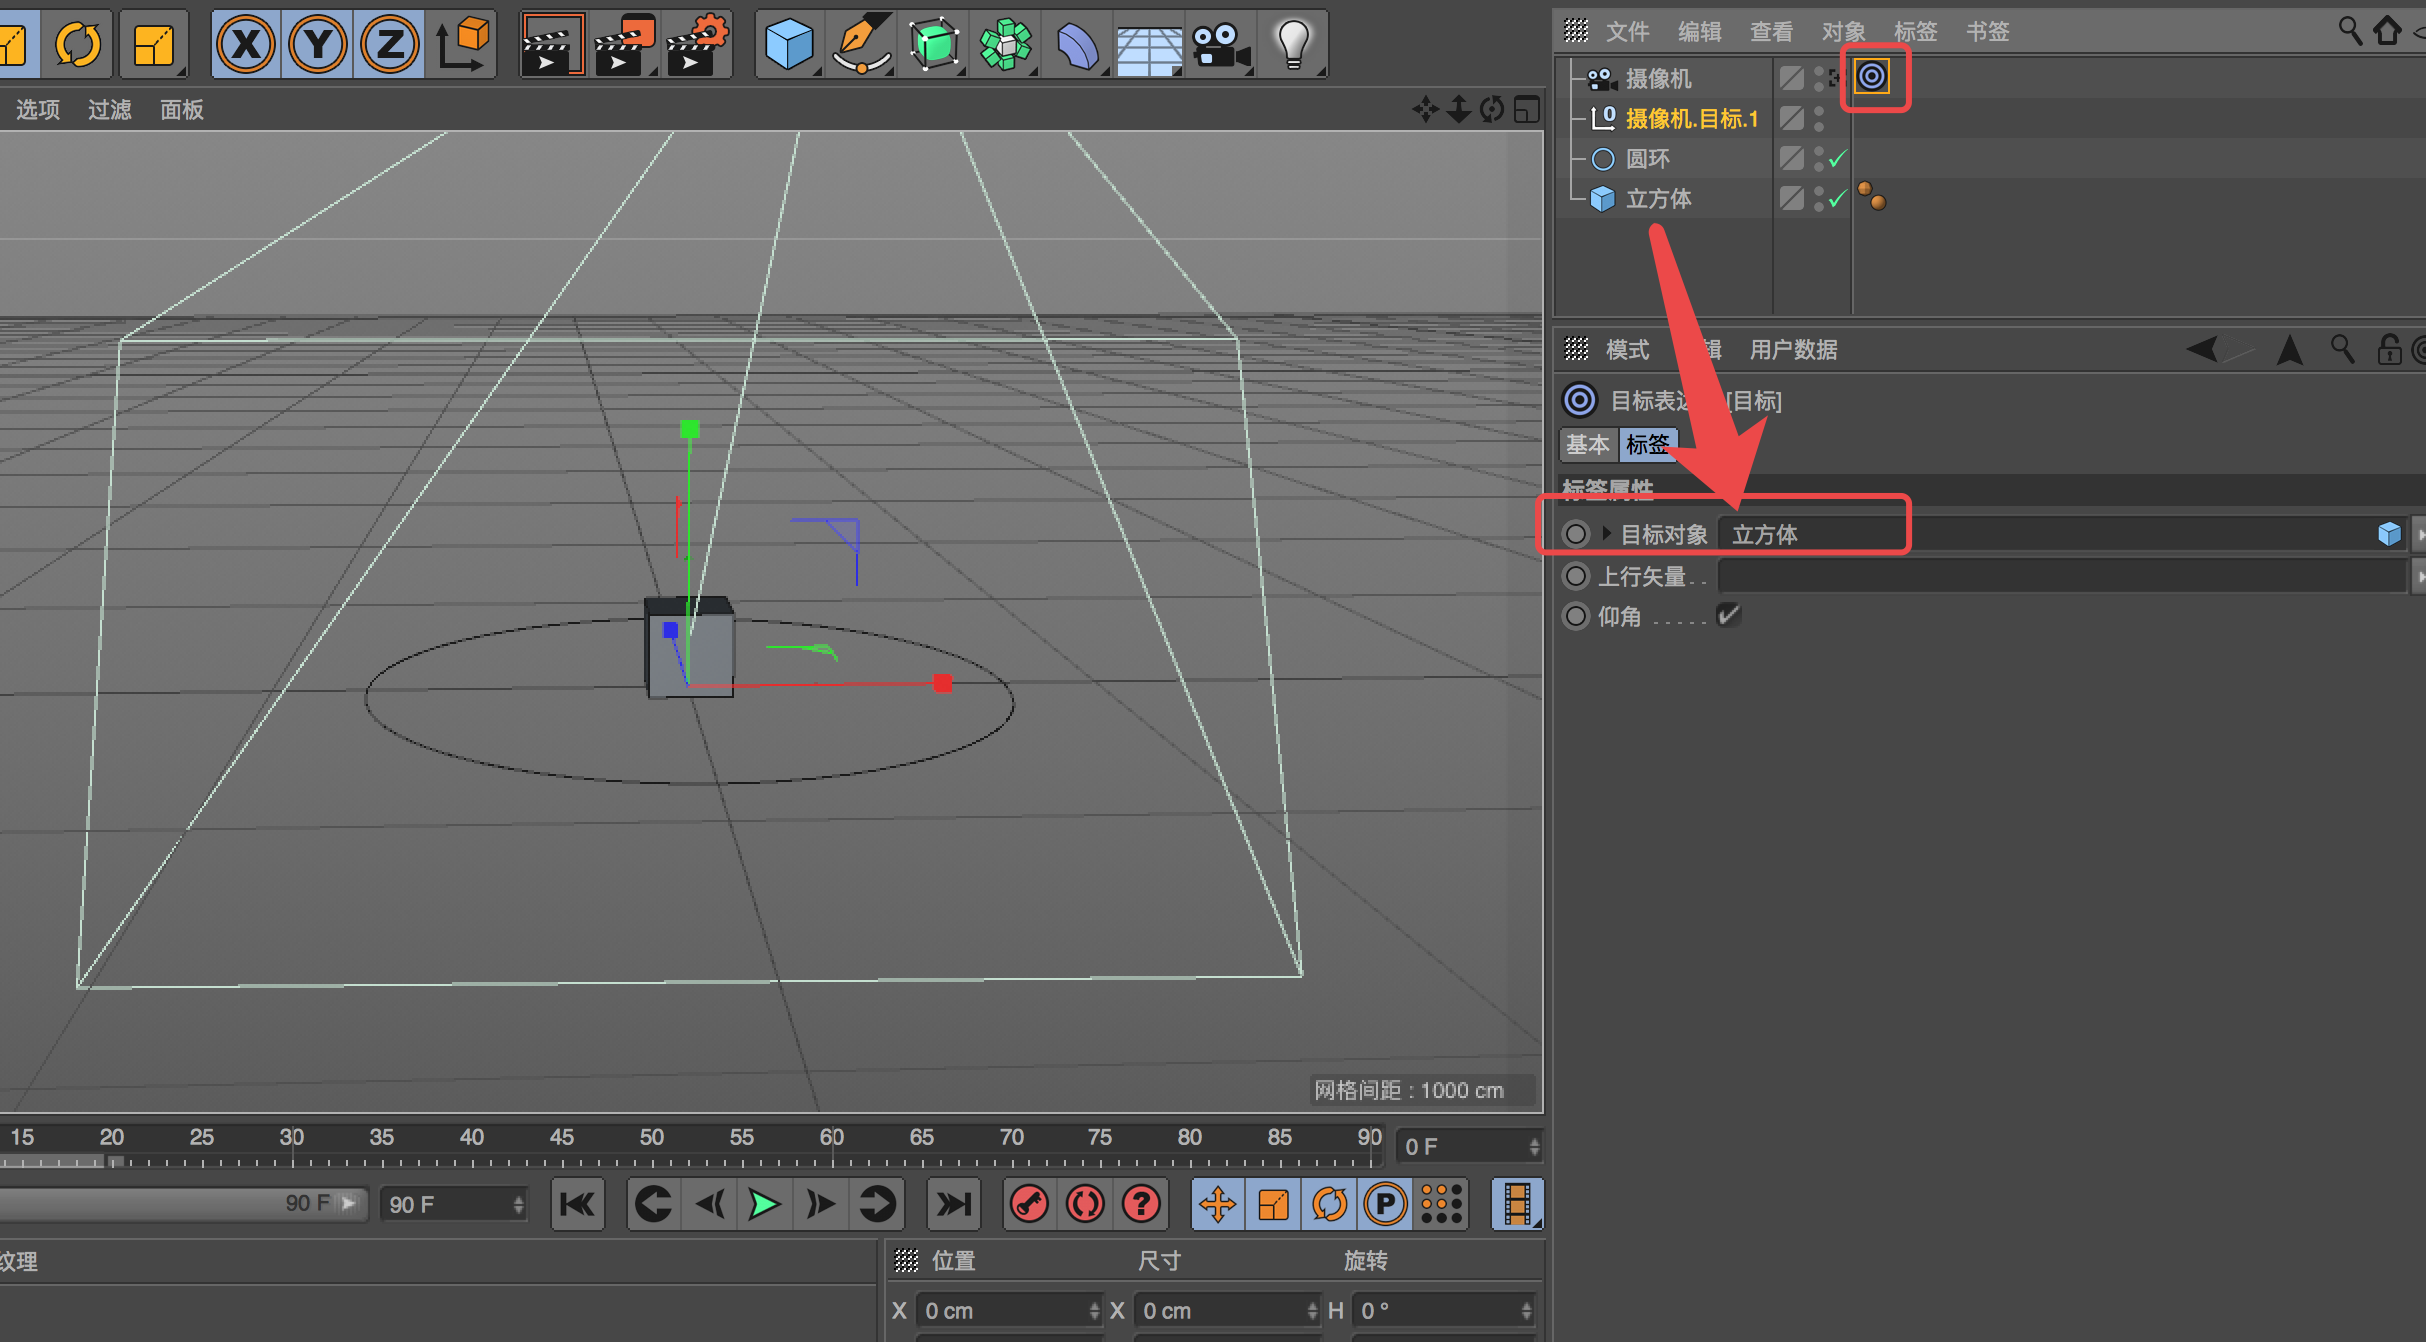 X Y Z
文件 编辑 查看 对象 标签 书签
选项 过滤 面板
摄像机
0 摄像机.目标.1
圆环
立方体
模式 辑 用户数据
目标表达 [目标]
基本 标签
标签属性
目标对象 立方体
上行矢量. .
仰角 . . . . .
网格间距 : 1000 cm
15 20 25 30 35 40 45 50 55 60 65 70 75 80 85 90 0 F
90 F 90 F ? P
纹理
位置 尺寸 旋转
X 0 cm X 0 cm H 0 °